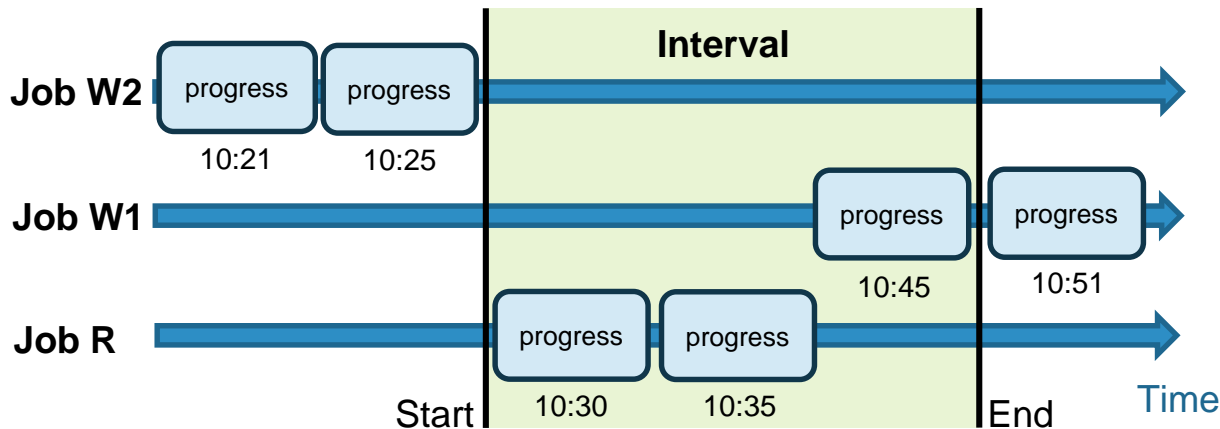 Interval
Job W2
progress
progress
10:21
10:25
Job W1
progress
progress
10:45
10:51
Job R
progress
progress
10:30
10:35
Start
End
Time